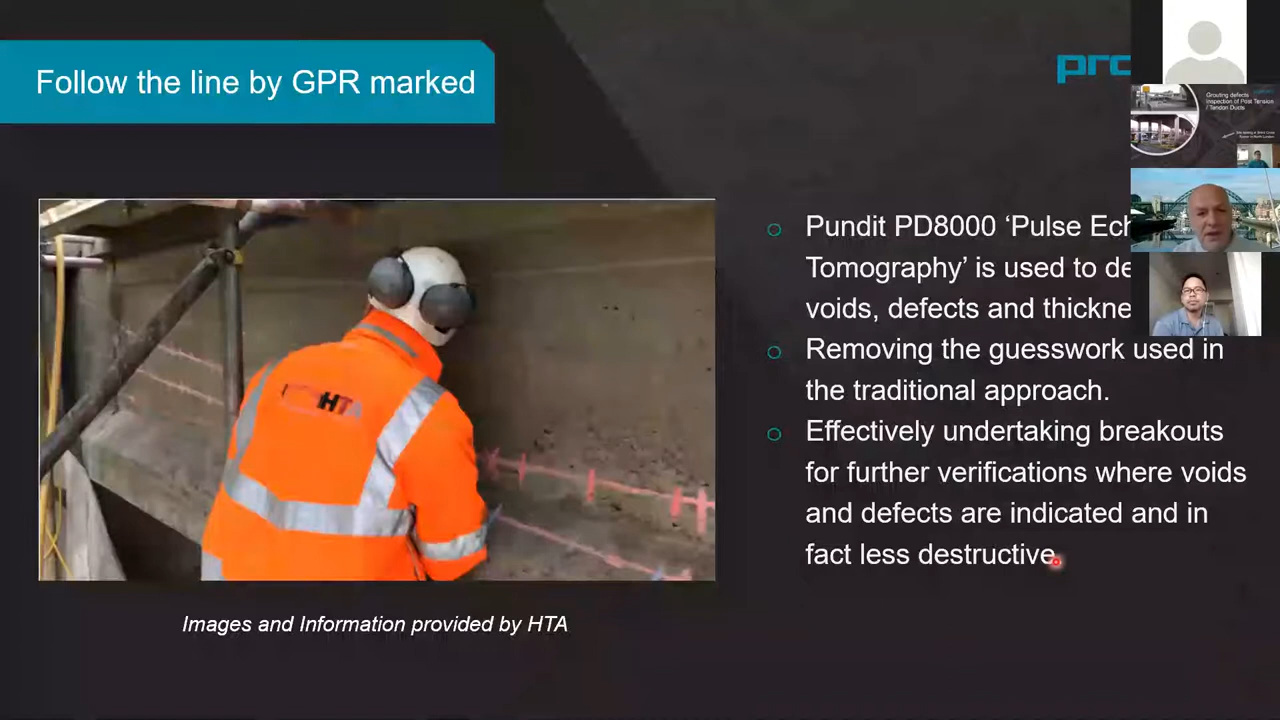 Follow the line by GPR marked
Pundit PD8000 ‘Pulse Ech
Tomography’ is used to de
voids, defects and thickne
Removing the guesswork used in
the traditional approach.
Effectively undertaking breakouts
for further verifications where voids
and defects are indicated and in
fact less destructive.
HTA
Images and Information provided by HTA
Grouting defects
Inspection of Post Tension
/ Tendon Ducts